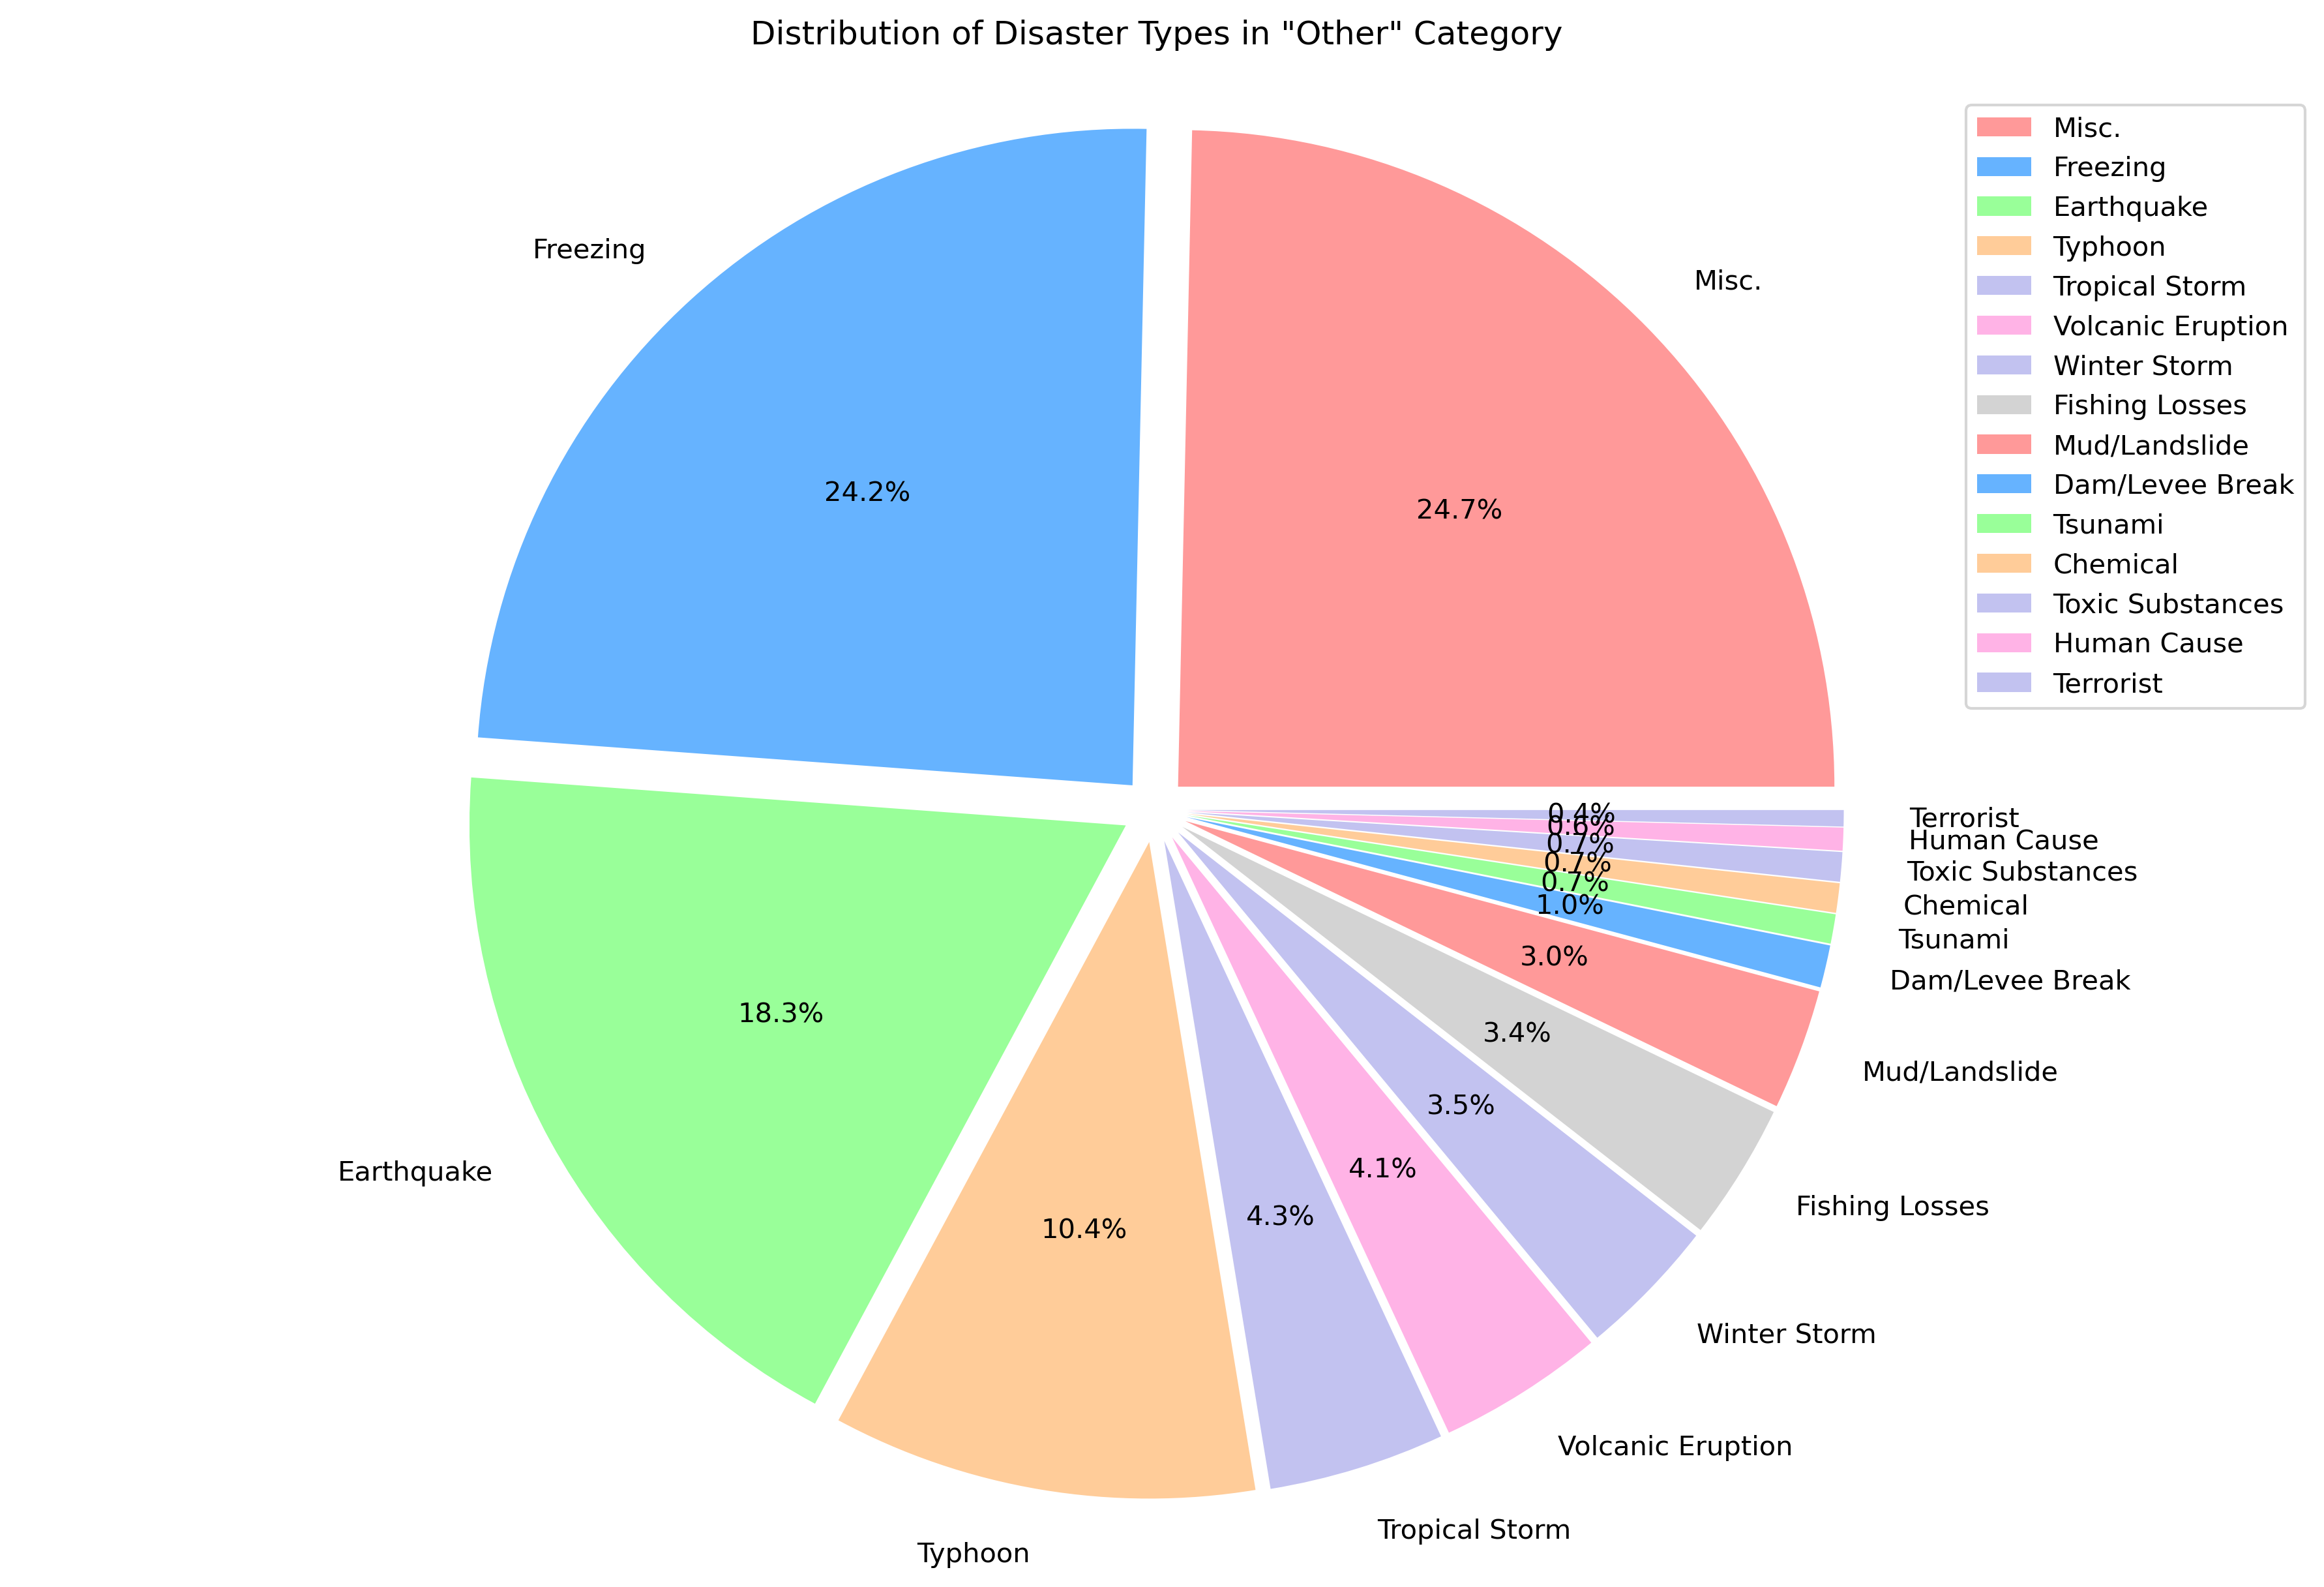 Distribution of Disaster Types in "Other" Category
Misc.
Freezing
Earthquake
Typhoon
Tropical Storm
Volcanic Eruption
Winter Storm
Fishing Losses
Mud/Landslide
Dam/Levee Break
Tsunami
Chemical
Toxic Substances
Human Cause
Terrorist
Freezing
Misc.
24.2%
24.7%
0.4%
Terrorist
0.6%
Human Cause
0.7%
Toxic Substances
0.7%
Chemical
0.7%
Tsunami
1.0%
Dam/Levee Break
3.0%
Mud/Landslide
18.3%
3.4%
Fishing Losses
3.5%
Winter Storm
Earthquake
4.1%
Volcanic Eruption
4.3%
Tropical Storm
10.4%
Typhoon